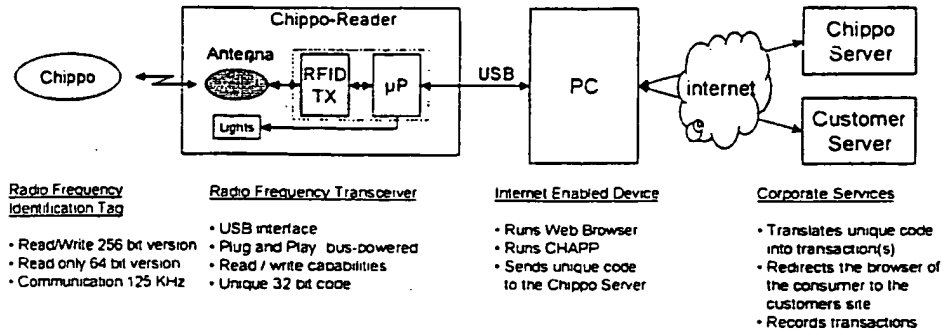 Chippo-Reader
Antenna
Chippo
RFID
TX
µP
Lights
USB
PC
internet
Chippo
Server
Customer
Server
Radio Frequency
Identification Tag
• Read/Write 256 bit version
• Read only 64 bit version
• Communication 125 KHz
Radio Frequency Transceiver
• USB interface
• Plug and Play bus-powered
• Read / write capabilities
• Unique 32 bit code
Internet Enabled Device
• Runs Web Browser
• Runs CHAPP
• Sends unique code
to the Chippo Server
Corporate Services
• Translates unique code
into transaction(s)
• Redirects the browser of
the consumer to the
customers site
• Records transactions